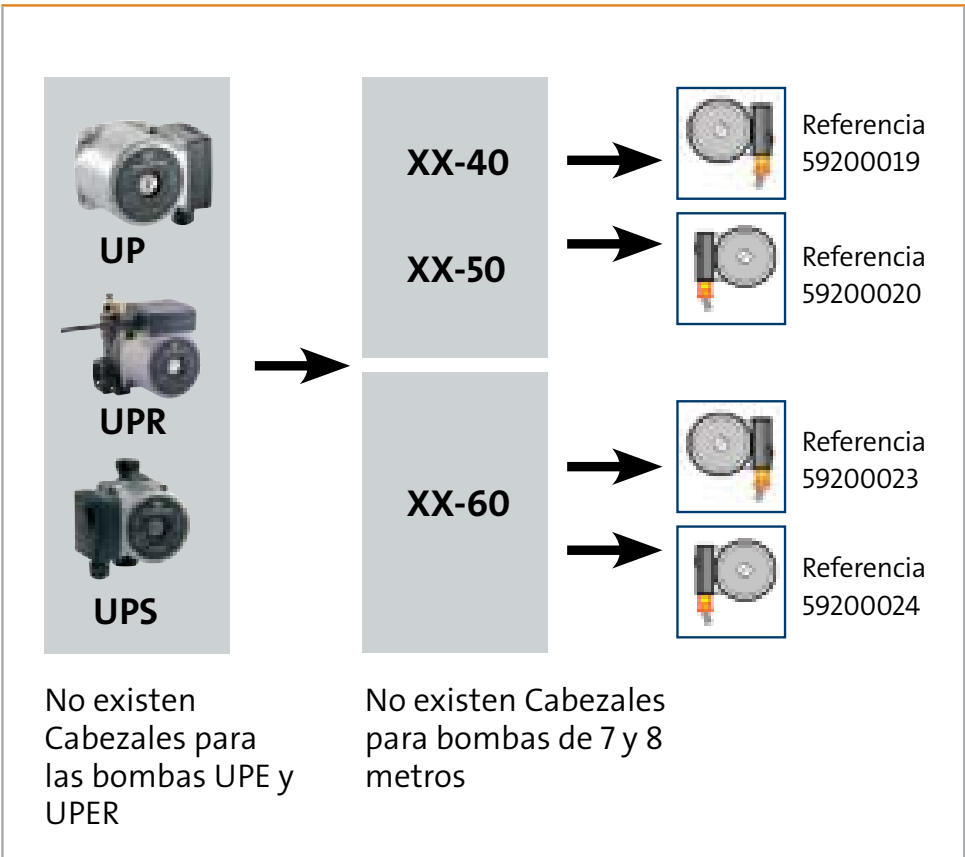 UP
UPR
UPS
XX-40
XX-50
XX-60
Referencia
59200019
Referencia
59200020
Referencia
59200023
Referencia
59200024
No existen
Cabezales para
las bombas UPE y
UPER
No existen Cabezales
para bombas de 7 y 8
metros